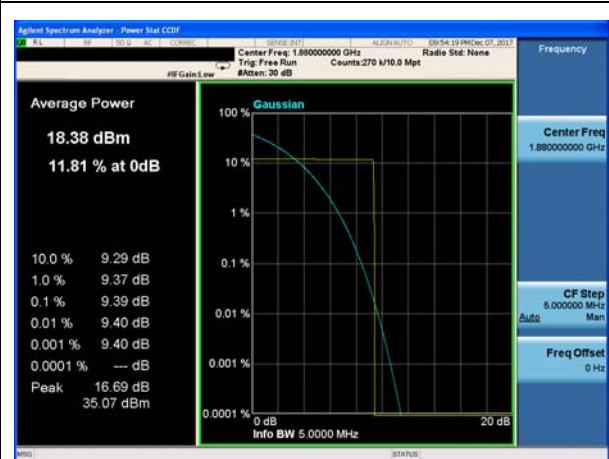 Agilent Spectrum Analyzer - Power Stat CCDF
RL RF 50 Ω AC CORREC SENSE:INT ALIGN AUTO 09:54:19 PM Dec 07, 2017
Center Freq: 1.880000000 GHz Radio Std: None
Trig: Free Run Counts:270 k/10.0 Mpt
#IFGain:Low #Atten: 30 dB
Frequency
Average Power
18.38 dBm
11.81 % at 0dB
10.0 % 9.29 dB
1.0 % 9.37 dB
0.1 % 9.39 dB
0.01 % 9.40 dB
0.001 % 9.40 dB
0.0001 % --- dB
Peak 16.69 dB
35.07 dBm
Gaussian
100 %
10 %
1 %
0.1 %
0.01 %
0.001 %
0.0001 %
0 dB 20 dB
Info BW 5.0000 MHz
Center Freq
1.880000000 GHz
CF Step
5.000000 MHz
Auto Man
Freq Offset
0 Hz
MSG STATUS